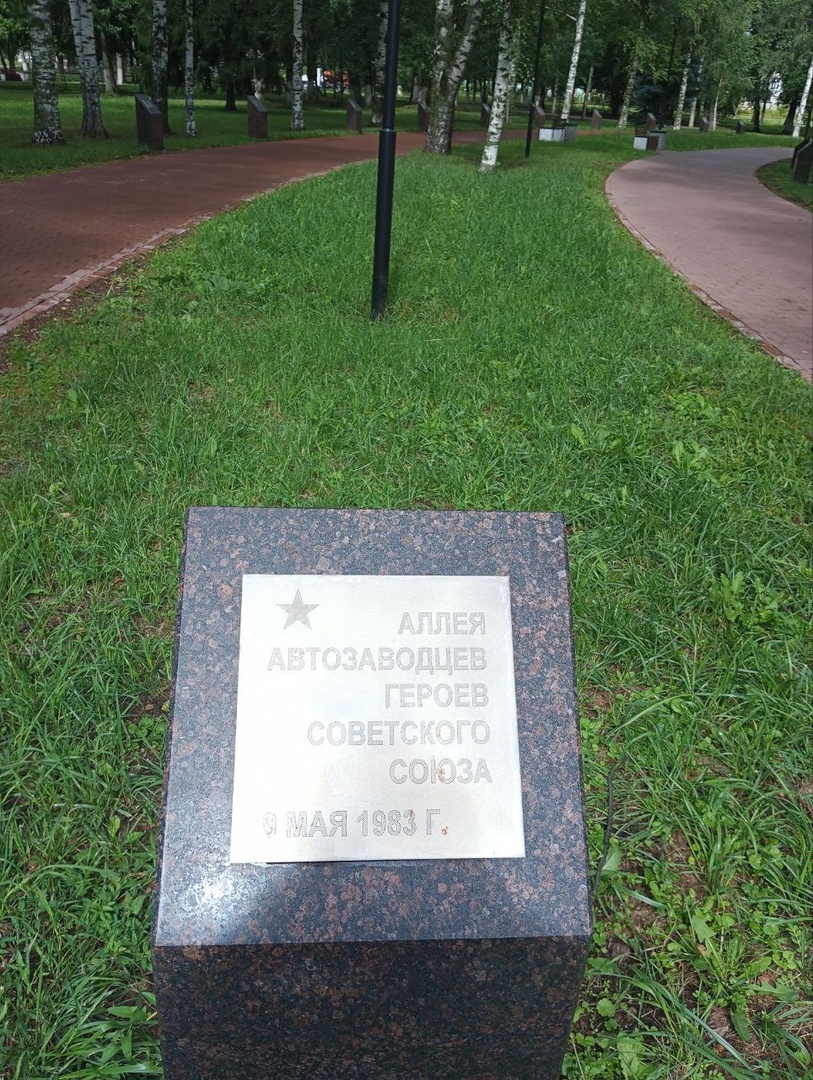 АЛЛЕЯ
АВТОЗАВОДЦЕВ
ГЕРОЕВ
СОВЕТСКОГО
СОЮЗА
9 МАЯ 1983 Г.